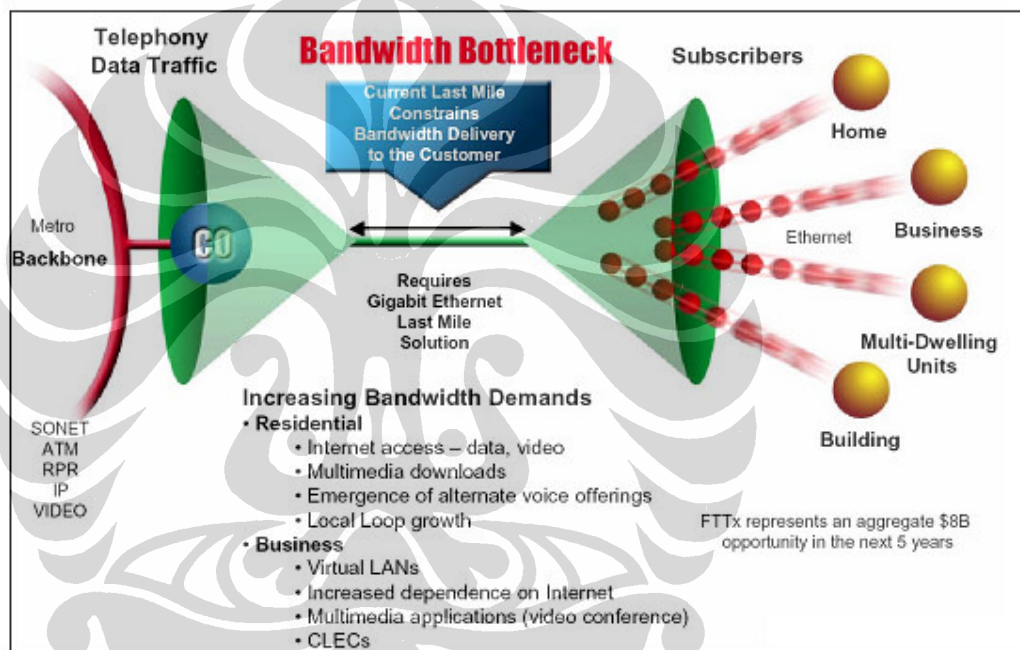 Telephony
Data Traffic
Bandwidth Bottleneck
Current Last Mile
Constrains
Bandwidth Delivery
to the Customer
Subscribers
Home
Business
Ethernet
Multi-Dwelling
Units
Building
Metro
Backbone
CO
Requires
Gigabit Ethernet
Last Mile
Solution
SONET
ATM
RPR
IP
VIDEO
Increasing Bandwidth Demands
• Residential
• Internet access – data, video
• Multimedia downloads
• Emergence of alternate voice offerings
• Local Loop growth
• Business
• Virtual LANs
• Increased dependence on Internet
• Multimedia applications (video conference)
• CLECs
FTTx represents an aggregate $8B
opportunity in the next 5 years